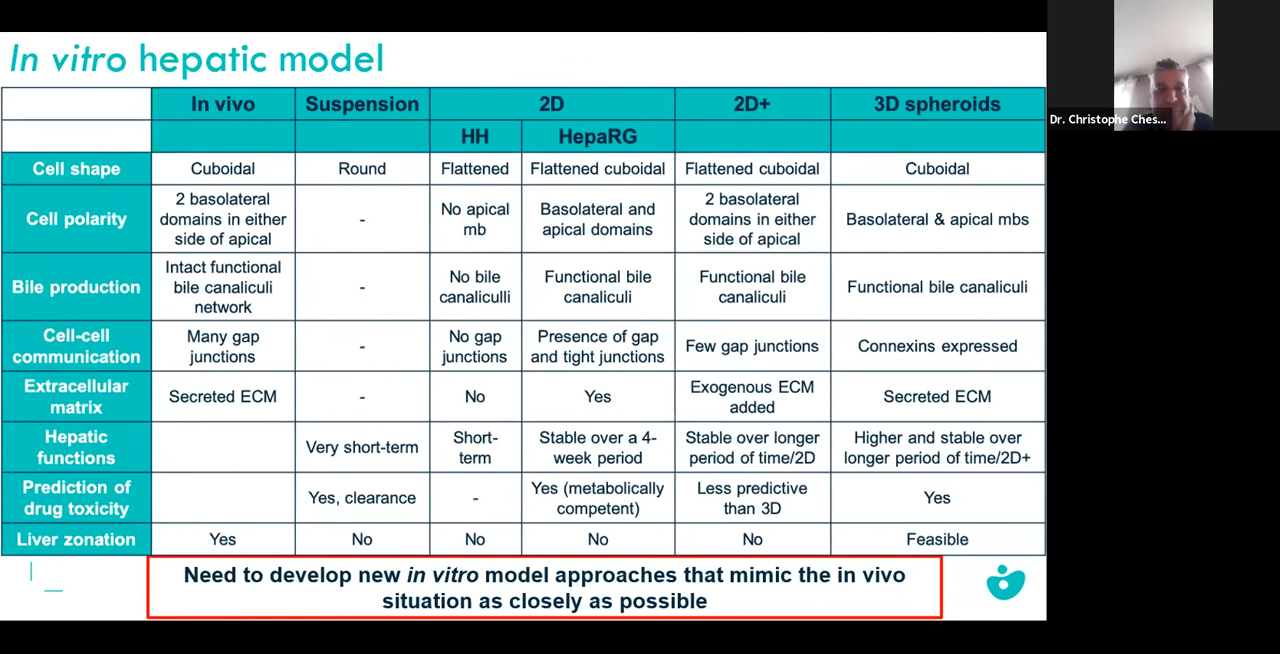 In vitro hepatic model
In vivo Suspension 2D 2D+ 3D spheroids
HH HepaRG
Cell shape Cuboidal Round Flattened Flattened cuboidal Flattened cuboidal Cuboidal
Cell polarity
2 basolateral
domains in either
side of apical
-
No apical
mb
Basolateral and
apical domains
2 basolateral
domains in either
side of apical
Basolateral & apical mbs
Bile production
Intact functional
bile canaliculi
network
-
No bile
canaliculli
Functional bile
canaliculi
Functional bile
canaliculi
Functional bile canaliculi
Cell-cell
communication
Many gap
junctions
-
No gap
junctions
Presence of gap
and tight junctions
Few gap junctions
Connexins expressed
Extracellular
matrix
Secreted ECM
-
No
Yes
Exogenous ECM
added
Secreted ECM
Hepatic
functions
Very short-term
Short-
term
Stable over a 4-
week period
Stable over longer
period of time/2D
Higher and stable over
longer period of time/2D+
Prediction of
drug toxicity
Yes, clearance
-
Yes (metabolically
competent)
Less predictive
than 3D
Yes
Liver zonation Yes No No No No Feasible
Need to develop new in vitro model approaches that mimic the in vivo
situation as closely as possible
Dr. Christophe Ches...